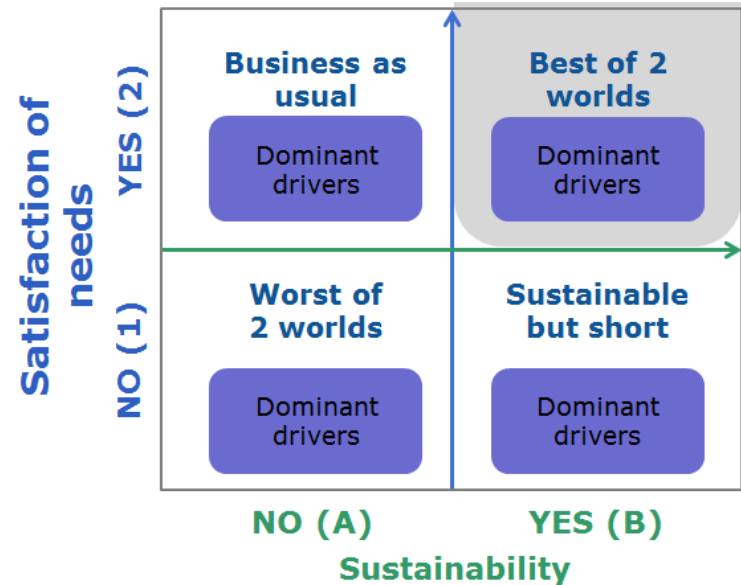 Satisfaction of
needs
YES (2)
NO (1)
Business as
usual
Dominant
drivers
Best of 2
worlds
Dominant
drivers
Worst of
2 worlds
Dominant
drivers
Sustainable
but short
Dominant
drivers
NO (A)
YES (B)
Sustainability